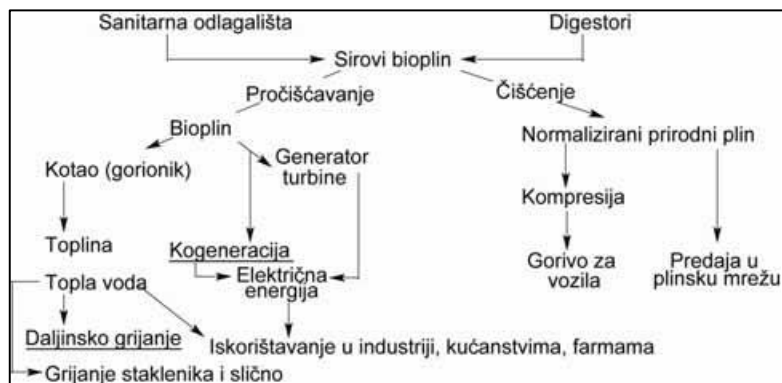 Sanitarna odlagališta
Digestori
Sirovi bioplin
Pročišćavanje
Čišćenje
Bioplin
Normalizirani prirodni plin
Kotao (gorionik)
Generator
turbine
Kompresija
Toplina
Kogeneracija
Topla voda
Električna
energija
Gorivo za
vozila
Predaja u
plinsku mrežu
Daljinsko grijanje
Iskorištavanje u industriji, kućanstvima, farmama
Grijanje staklenika i slično